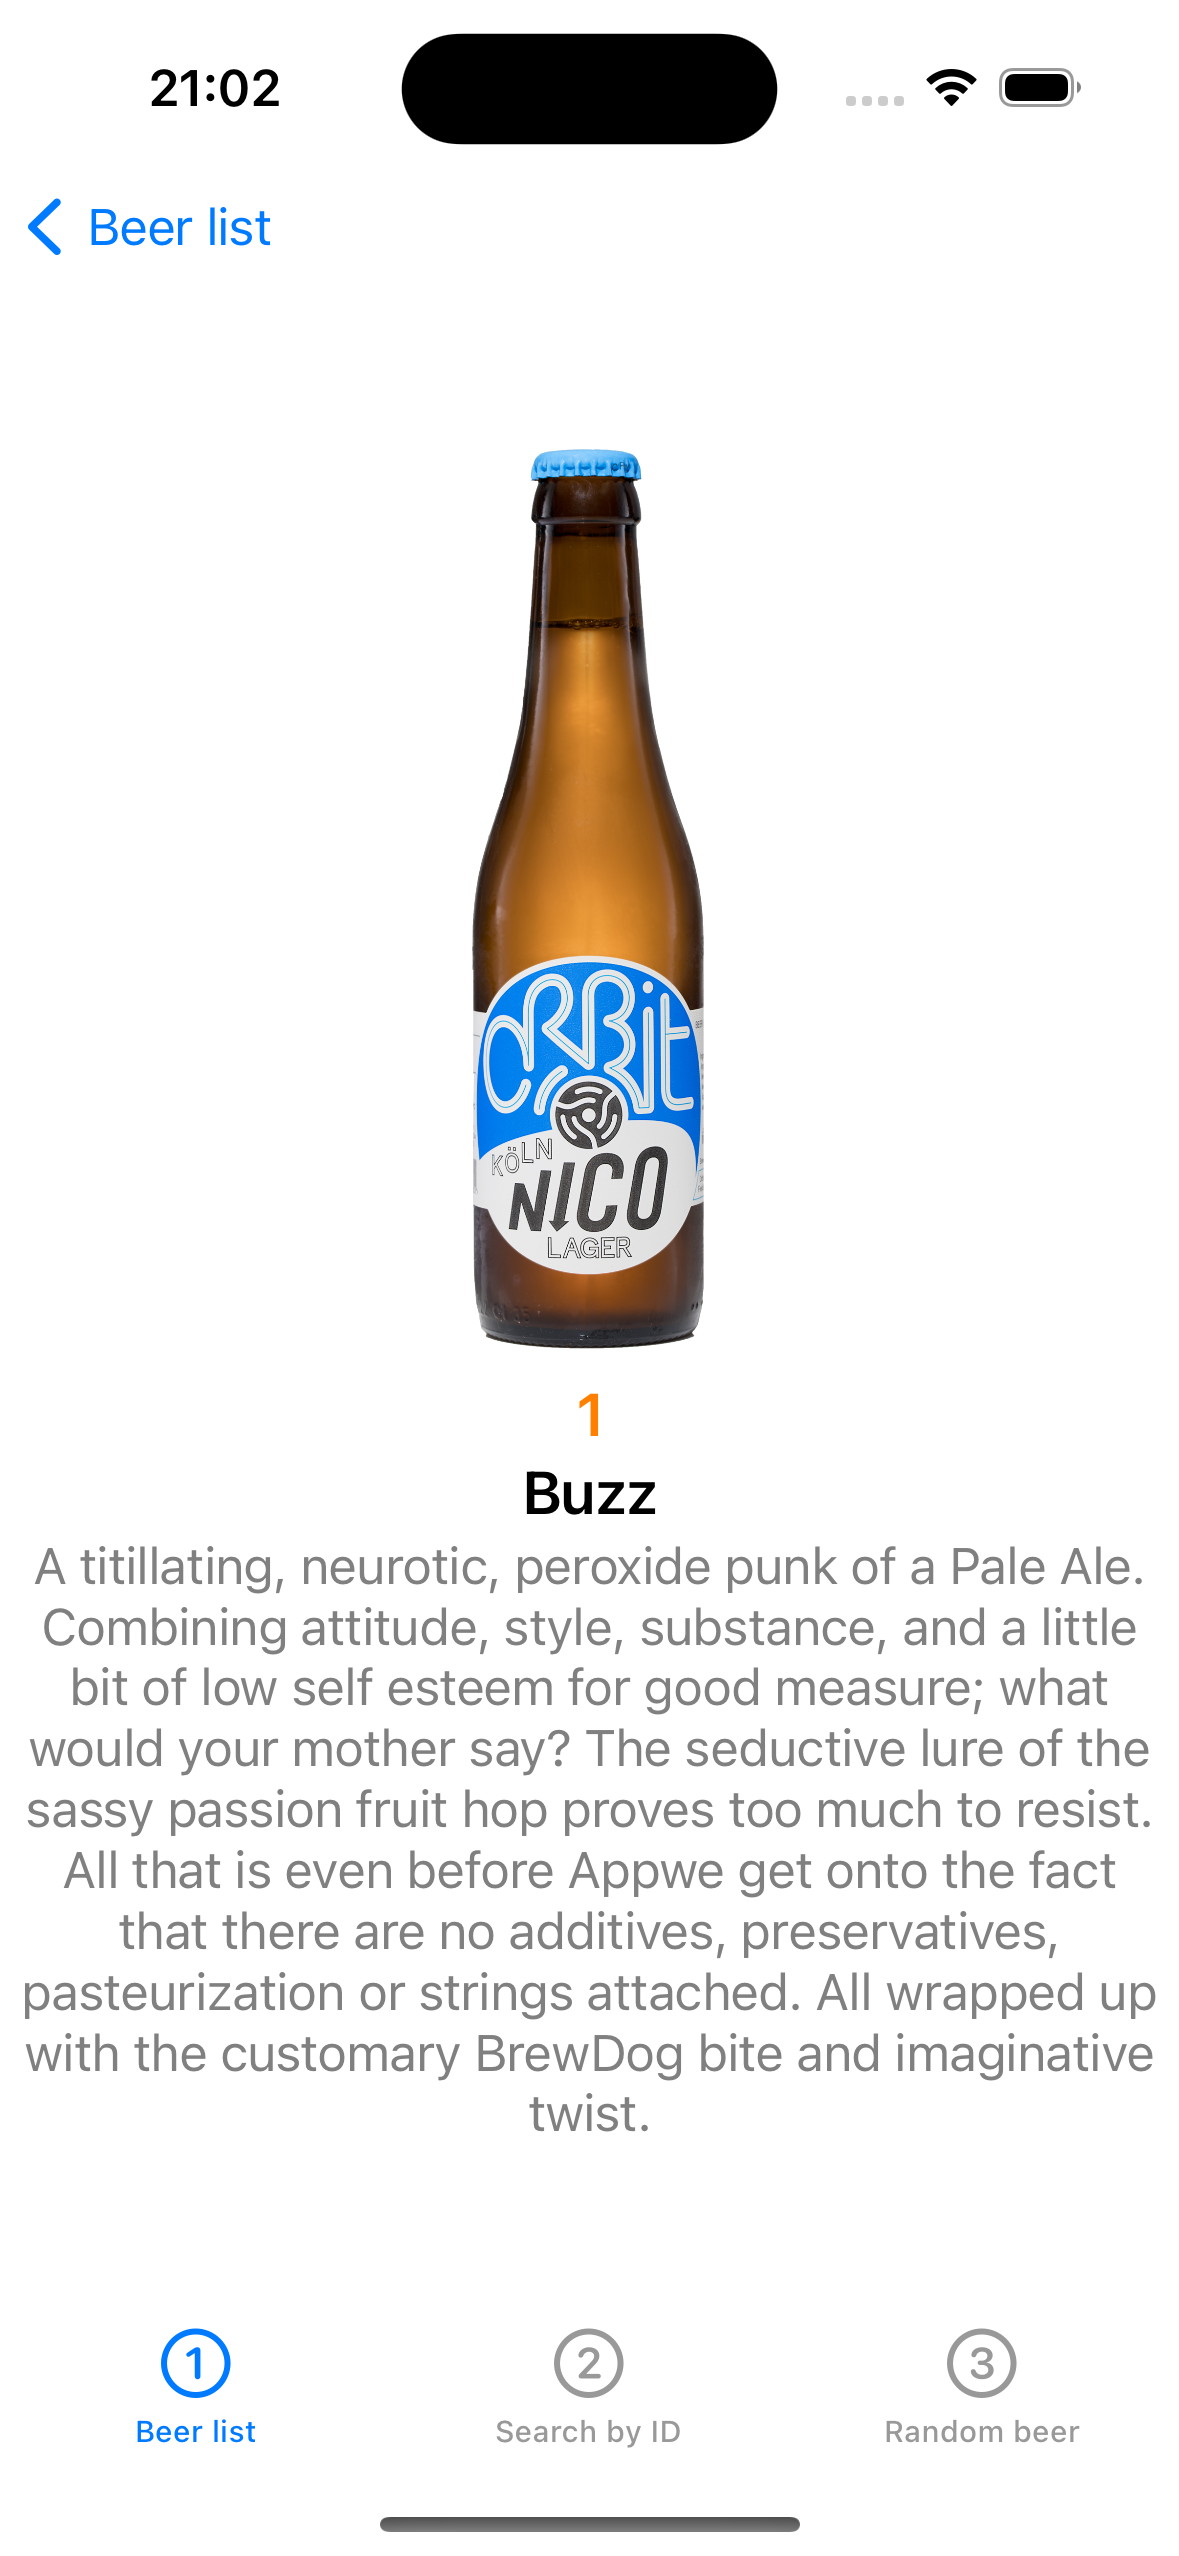 21:02
Beer list
ORBit
KÖLN
NICO
LAGER
1
Buzz
A titillating, neurotic, peroxide punk of a Pale Ale.
Combining attitude, style, substance, and a little
bit of low self esteem for good measure; what
would your mother say? The seductive lure of the
sassy passion fruit hop proves too much to resist.
All that is even before Appwe get onto the fact
that there are no additives, preservatives,
pasteurization or strings attached. All wrapped up
with the customary BrewDog bite and imaginative
twist.
1
2
3
Beer list
Search by ID
Random beer